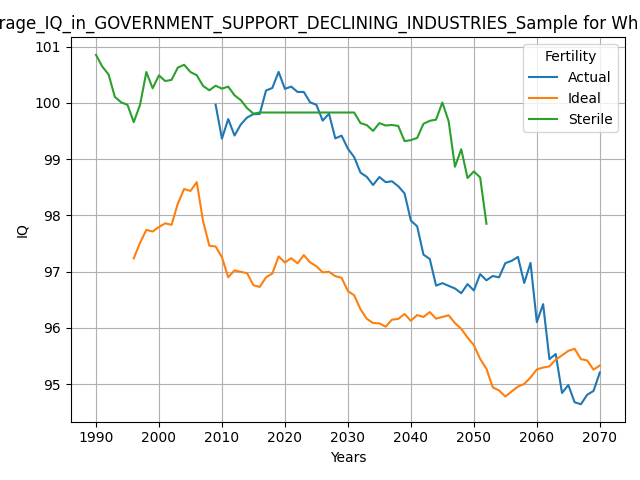 rage_IQ_in_GOVERNMENT_SUPPORT_DECLINING_INDUSTRIES_Sample for Wh
Fertility
Actual
Ideal
Sterile
IQ
101
100
99
98
97
96
95
1990 2000 2010 2020 2030 2040 2050 2060 2070
Years